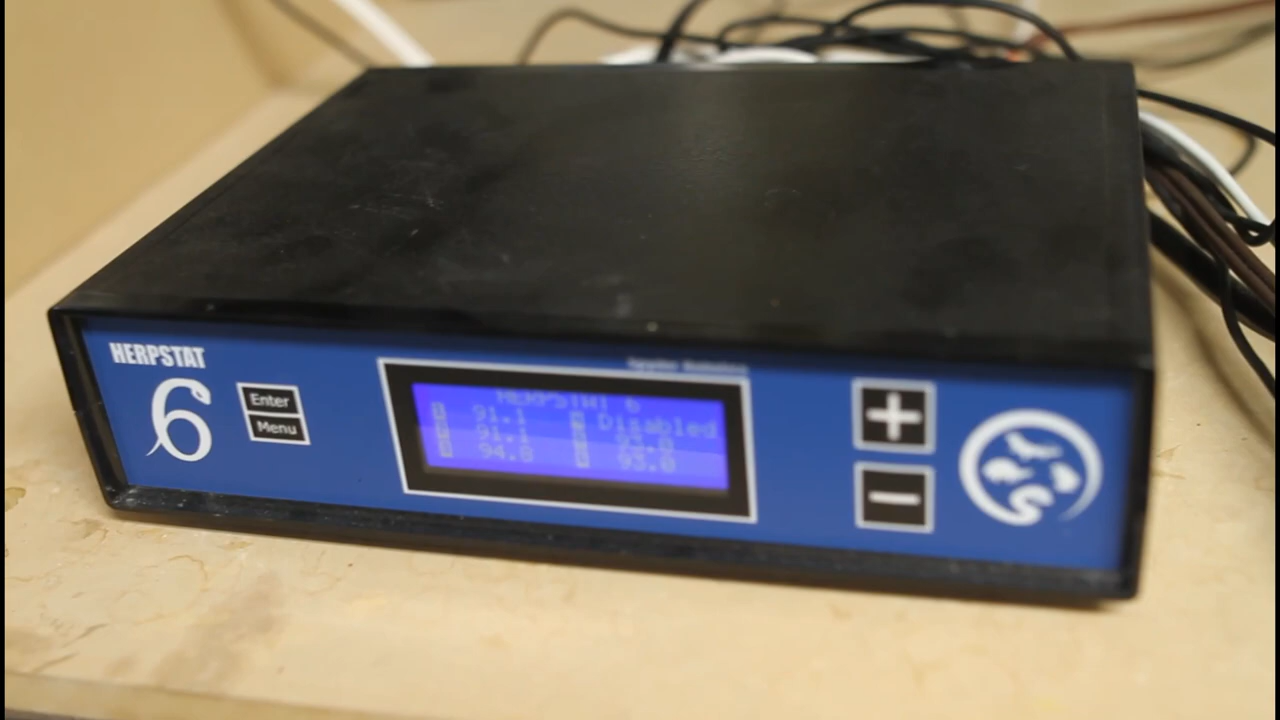 HERPSTAT
6
Enter
Menu
HERPSTAT 6
91.1 Disabled
91.1
94.0 93.0
+
−